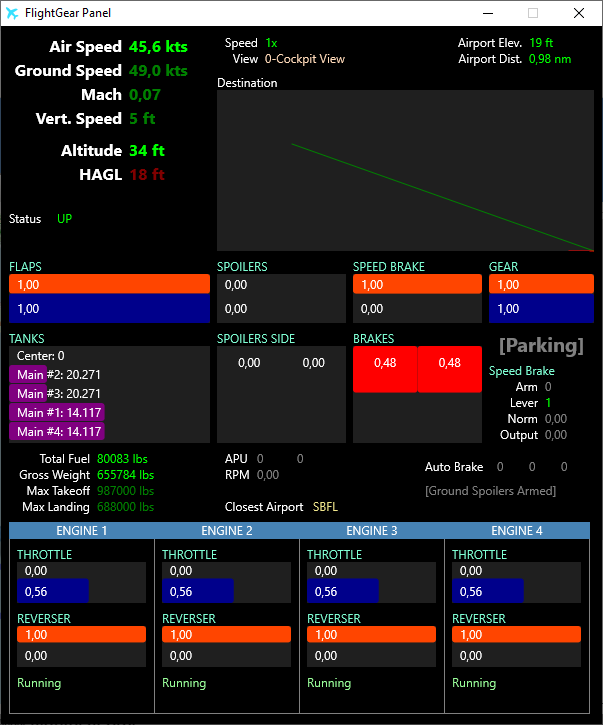 FlightGear Panel
Air Speed 45,6 kts
Ground Speed 49,0 kts
Mach 0,07
Vert. Speed 5 ft
Altitude 34 ft
HAGL 18 ft
Status UP
Speed 1x
View 0-Cockpit View
Airport Elev. 19 ft
Airport Dist. 0,98 nm
Destination
FLAPS
1,00
1,00
SPOILERS
0,00
0,00
SPEED BRAKE
1,00
0,00
GEAR
1,00
1,00
TANKS
Center: 0
Main #2: 20.271
Main #3: 20.271
Main #1: 14.117
Main #4: 14.117
SPOILERS SIDE
0,00 0,00
BRAKES
0,48 0,48
[Parking]
Speed Brake
Arm 0
Lever 1
Norm 0,00
Output 0,00
Total Fuel 80083 lbs
Gross Weight 655784 lbs
Max Takeoff 987000 lbs
Max Landing 688000 lbs
APU 0 0
RPM 0,00
Closest Airport SBFL
Auto Brake 0 0 0
[Ground Spoilers Armed]
ENGINE 1
THROTTLE
0,00
0,56
REVERSER
1,00
0,00
Running
ENGINE 2
THROTTLE
0,00
0,56
REVERSER
1,00
0,00
Running
ENGINE 3
THROTTLE
0,00
0,56
REVERSER
1,00
0,00
Running
ENGINE 4
THROTTLE
0,00
0,56
REVERSER
1,00
0,00
Running